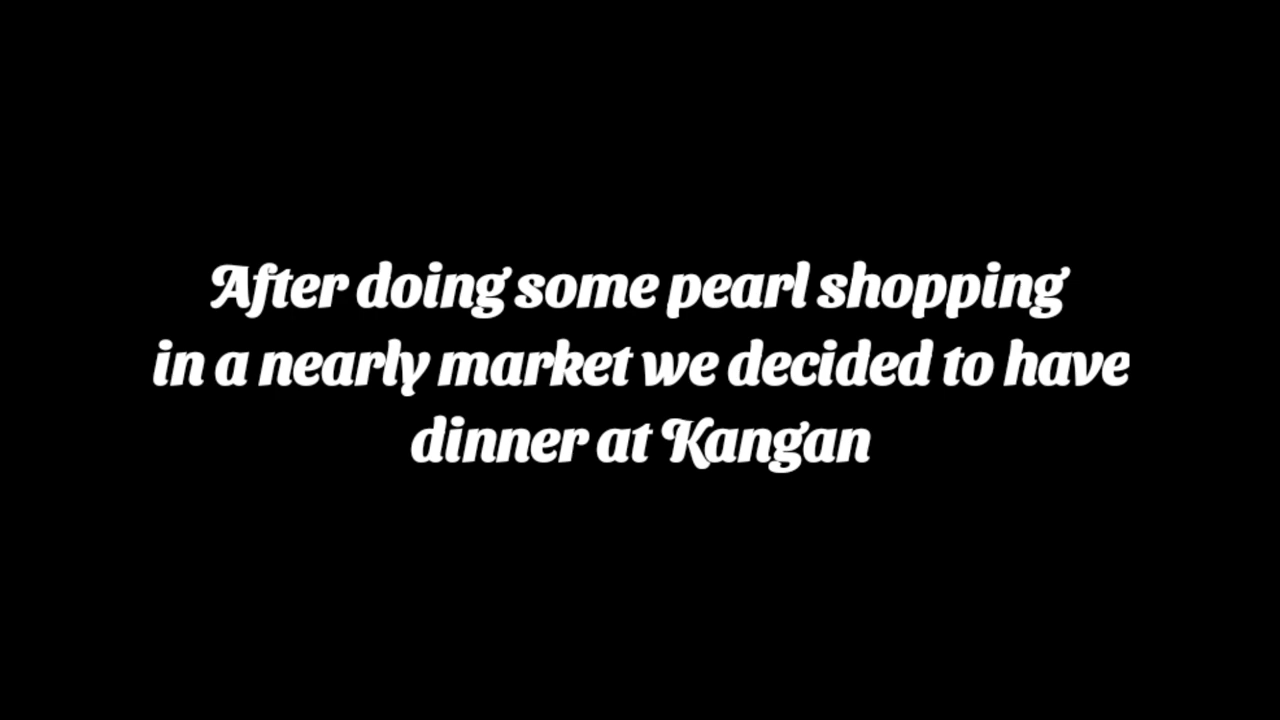 After doing some pearl shopping
in a nearly market we decided to have
dinner at Kangan